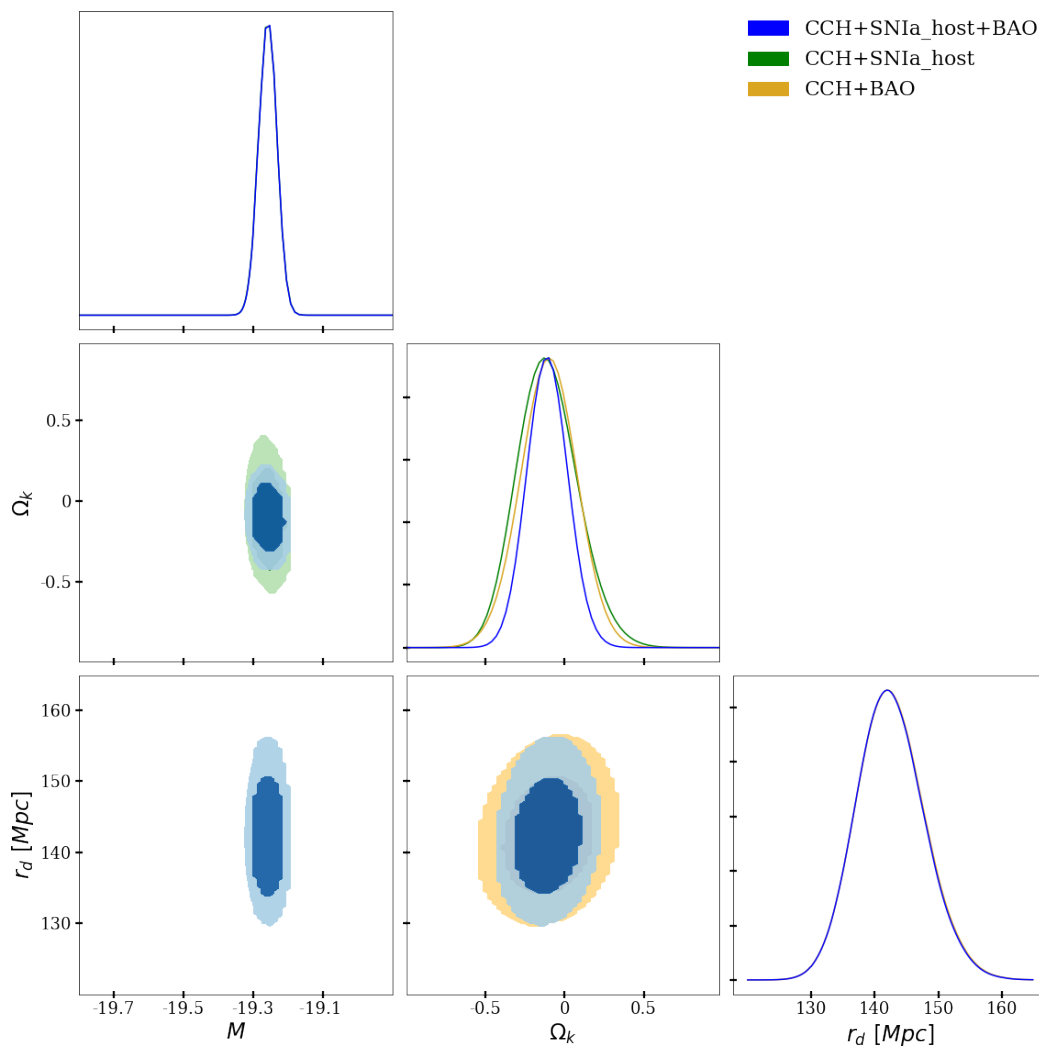 CCH+SNIa_host+BAO
CCH+SNIa_host
CCH+BAO
0.5
0
-0.5
Ω_k
160
150
140
130
r_d [Mpc]
-19.7
-19.5
-19.3
-19.1
M
-0.5
0
0.5
Ω_k
130
140
150
160
r_d [Mpc]